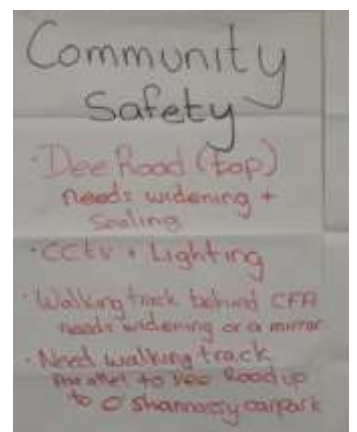 Community
Safety
· Dee Road (top)
needs widening +
Sealing
· CCTV + Lighting
· Walking track behind CFA
needs widening or a mirror
· Need walking track
Parallel to Dee Road up
to O'Shannassy carpark